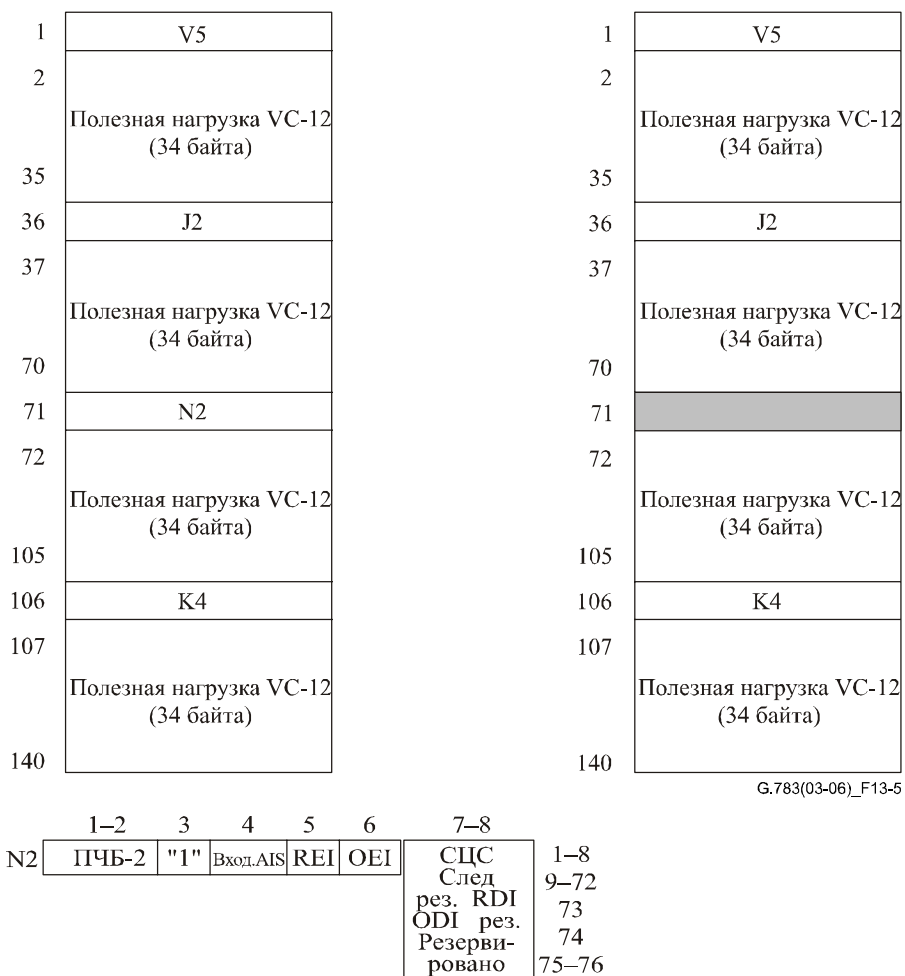 1 V5 1 V5
2 2
Полезная нагрузка VC-12 Полезная нагрузка VC-12
(34 байта) (34 байта)
35 35
36 J2 36 J2
37 37
Полезная нагрузка VC-12 Полезная нагрузка VC-12
(34 байта) (34 байта)
70 70
71 N2 71
72 72
Полезная нагрузка VC-12 Полезная нагрузка VC-12
(34 байта) (34 байта)
105 105
106 K4 106 K4
107 107
Полезная нагрузка VC-12 Полезная нагрузка VC-12
(34 байта) (34 байта)
140 140
G.783(03-06)_F13-5
1–2 3 4 5 6 7–8
N2 ПЧБ-2 "1" Вход.AIS REI OEI СЦС 1–8
След 9–72
рез. RDI 73
ODI рез. 74
Резерви-
ровано 75–76